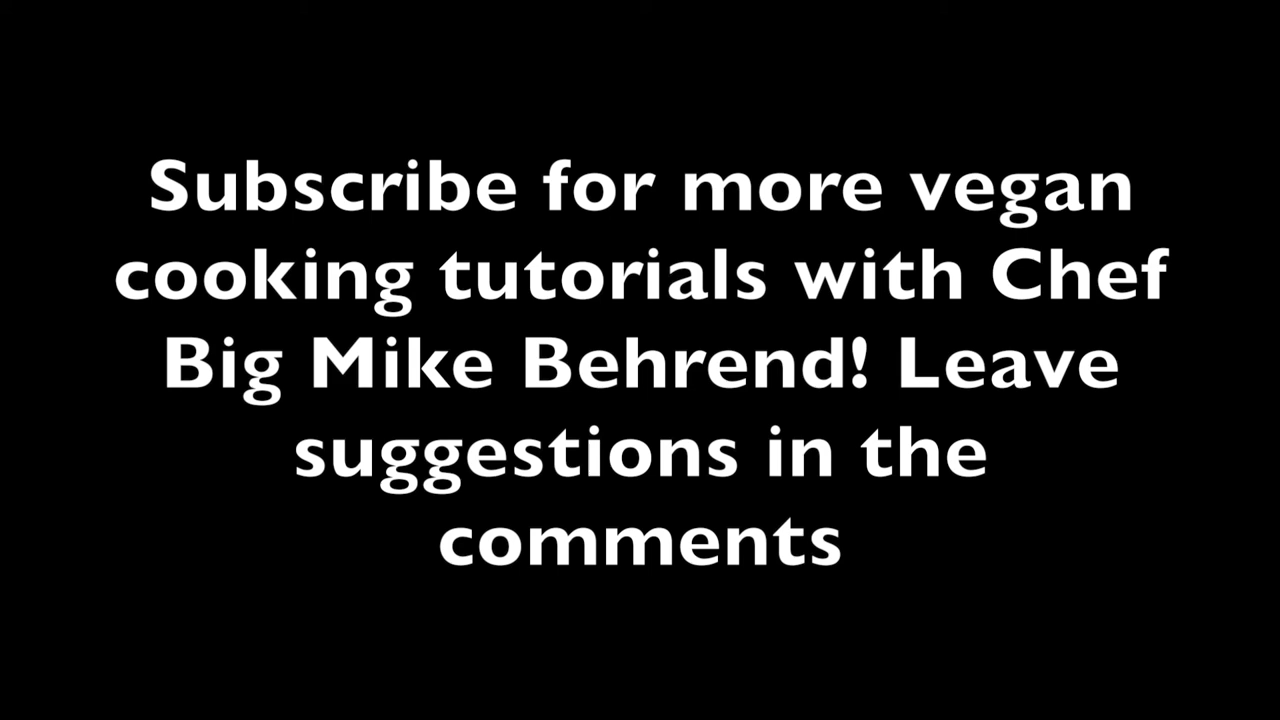 Subscribe for more vegan
cooking tutorials with Chef
Big Mike Behrend! Leave
suggestions in the
comments